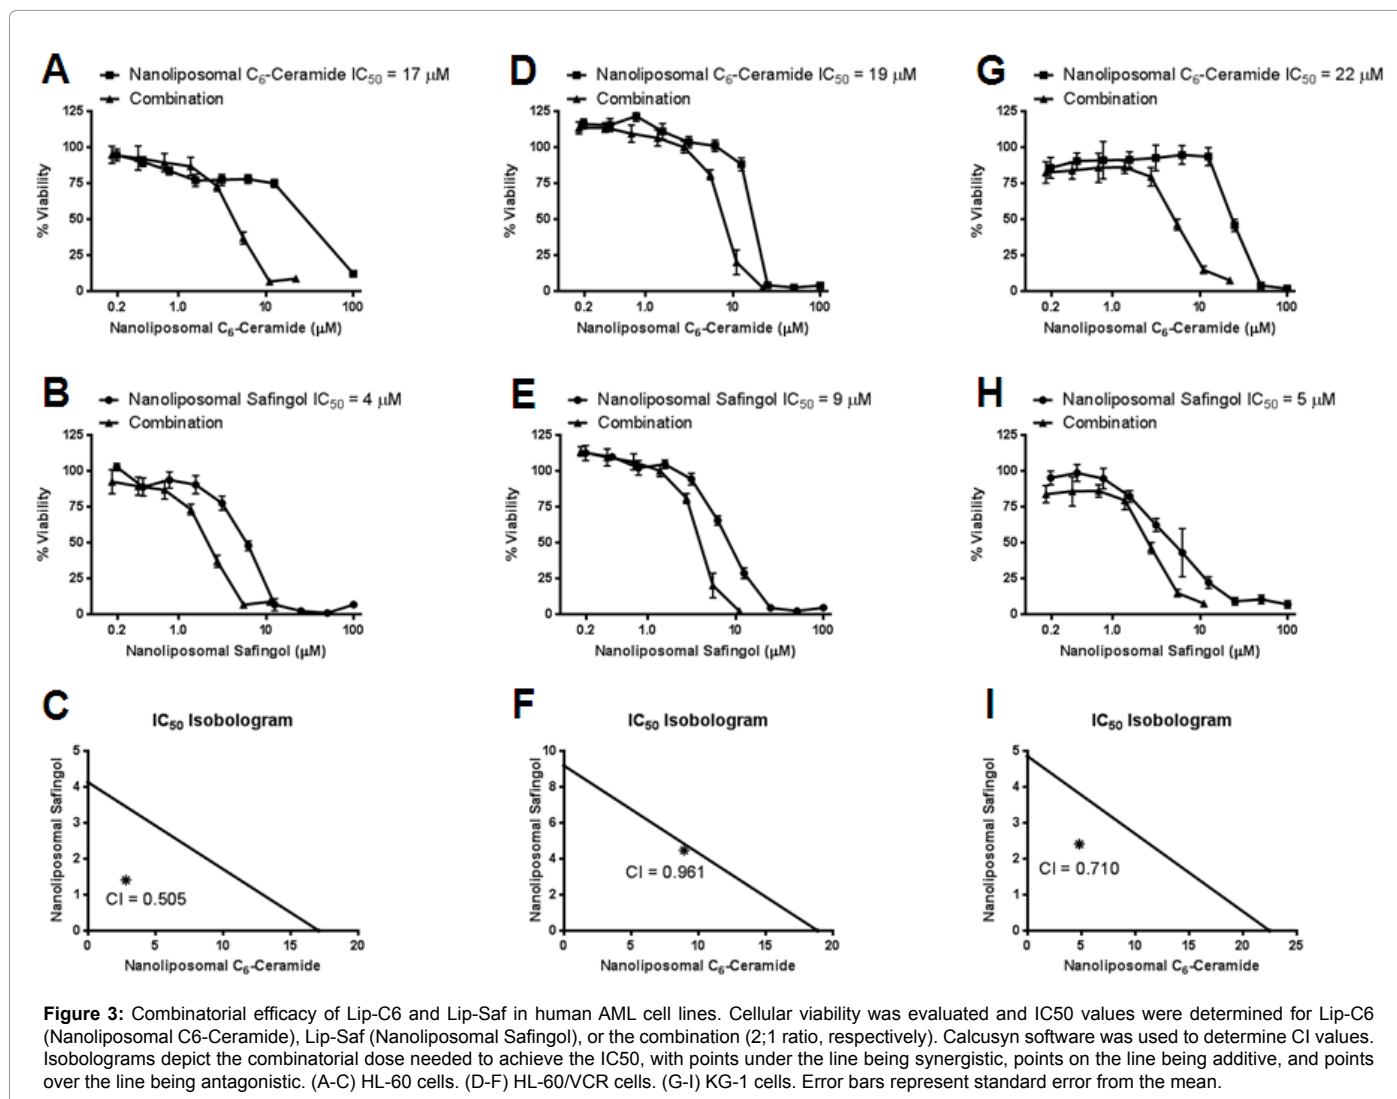 A
Nanoliposomal C6-Ceramide IC50 = 17 µM
Combination
125
100
75
50
25
0
% Viability
0.2 1.0 10 100
Nanoliposomal C6-Ceramide (µM)
D
Nanoliposomal C6-Ceramide IC50 = 19 µM
Combination
125
100
75
50
25
0
% Viability
0.2 1.0 10 100
Nanoliposomal C6-Ceramide (µM)
G
Nanoliposomal C6-Ceramide IC50 = 22 µM
Combination
125
100
75
50
25
0
% Viability
0.2 1.0 10 100
Nanoliposomal C6-Ceramide (µM)
B
Nanoliposomal Safingol IC50 = 4 µM
Combination
125
100
75
50
25
0
% Viability
0.2 1.0 10 100
Nanoliposomal Safingol (µM)
E
Nanoliposomal Safingol IC50 = 9 µM
Combination
125
100
75
50
25
0
% Viability
0.2 1.0 10 100
Nanoliposomal Safingol (µM)
H
Nanoliposomal Safingol IC50 = 5 µM
Combination
125
100
75
50
25
0
% Viability
0.2 1.0 10 100
Nanoliposomal Safingol (µM)
C
IC50 Isobologram
5
4
3
2
1
0
Nanoliposomal Safingol
CI = 0.505
0 5 10 15 20
Nanoliposomal C6-Ceramide
F
IC50 Isobologram
10
8
6
4
2
0
Nanoliposomal Safingol
CI = 0.961
0 5 10 15 20
Nanoliposomal C6-Ceramide
I
IC50 Isobologram
5
4
3
2
1
0
Nanoliposomal Safingol
CI = 0.710
0 5 10 15 20 25
Nanoliposomal C6-Ceramide
Figure 3: Combinatorial efficacy of Lip-C6 and Lip-Saf in human AML cell lines. Cellular viability was evaluated and IC50 values were determined for Lip-C6
(Nanoliposomal C6-Ceramide), Lip-Saf (Nanoliposomal Safingol), or the combination (2;1 ratio, respectively). Calcusyn software was used to determine CI values.
Isobolograms depict the combinatorial dose needed to achieve the IC50, with points under the line being synergistic, points on the line being additive, and points
over the line being antagonistic. (A-C) HL-60 cells. (D-F) HL-60/VCR cells. (G-I) KG-1 cells. Error bars represent standard error from the mean.